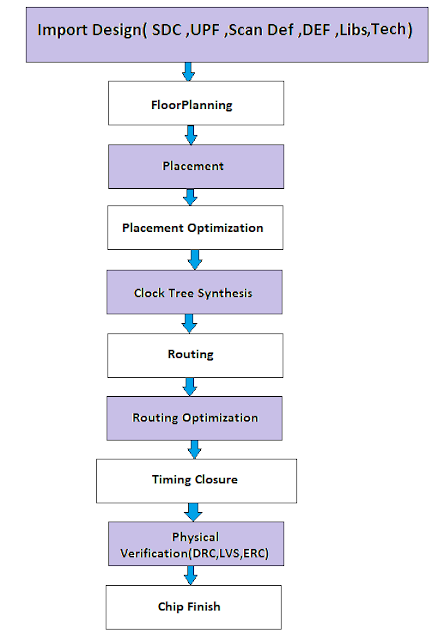 Import Design( SDC ,UPF ,Scan Def ,DEF ,Libs,Tech)
FloorPlanning
Placement
Placement Optimization
Clock Tree Synthesis
Routing
Routing Optimization
Timing Closure
Physical
Verification(DRC,LVS,ERC)
Chip Finish